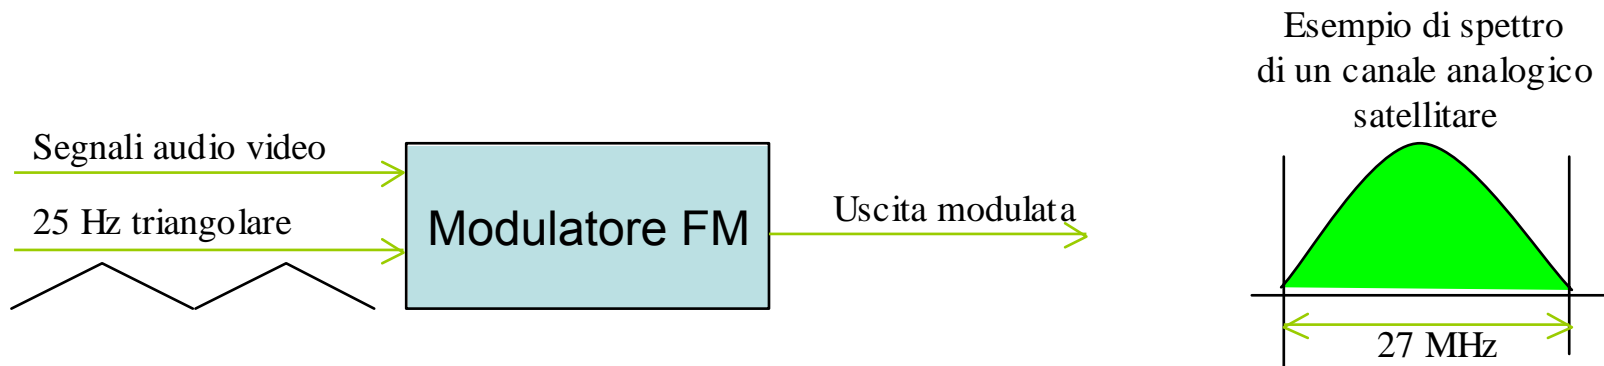 Esempio di spettro
di un canale analogico
satellitare
Segnali audio video
25 Hz triangolare
Modulatore FM
Uscita modulata
27 MHz